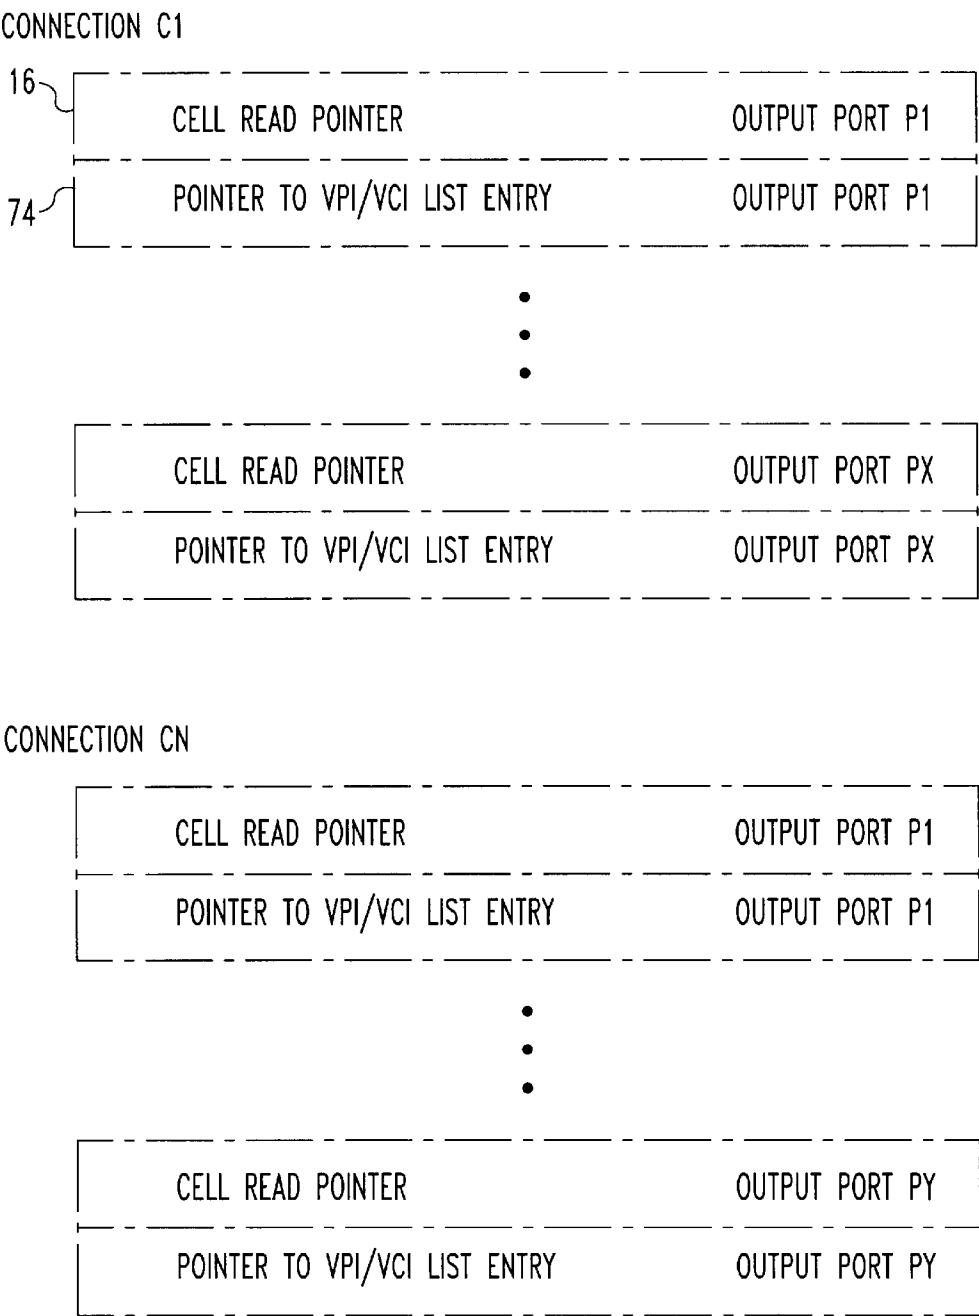 CONNECTION C1
16
CELL READ POINTER OUTPUT PORT P1
74
POINTER TO VPI/VCI LIST ENTRY OUTPUT PORT P1
CELL READ POINTER OUTPUT PORT PX
POINTER TO VPI/VCI LIST ENTRY OUTPUT PORT PX
CONNECTION CN
CELL READ POINTER OUTPUT PORT P1
POINTER TO VPI/VCI LIST ENTRY OUTPUT PORT P1
CELL READ POINTER OUTPUT PORT PY
POINTER TO VPI/VCI LIST ENTRY OUTPUT PORT PY